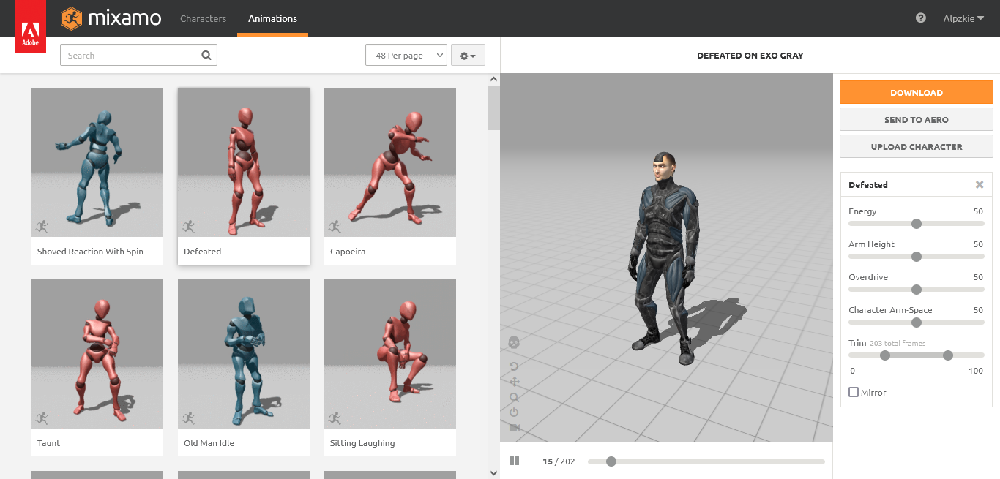 Adobe
mixamo
Characters
Animations
Alpzkie
Search
48 Per page
DEFEATED ON EXO GRAY
Shoved Reaction With Spin
Defeated
Capoeira
Taunt
Old Man Idle
Sitting Laughing
15 / 202
DOWNLOAD
SEND TO AERO
UPLOAD CHARACTER
Defeated
Energy 50
Arm Height 50
Overdrive 50
Character Arm-Space 50
Trim 203 total frames
0 100
Mirror